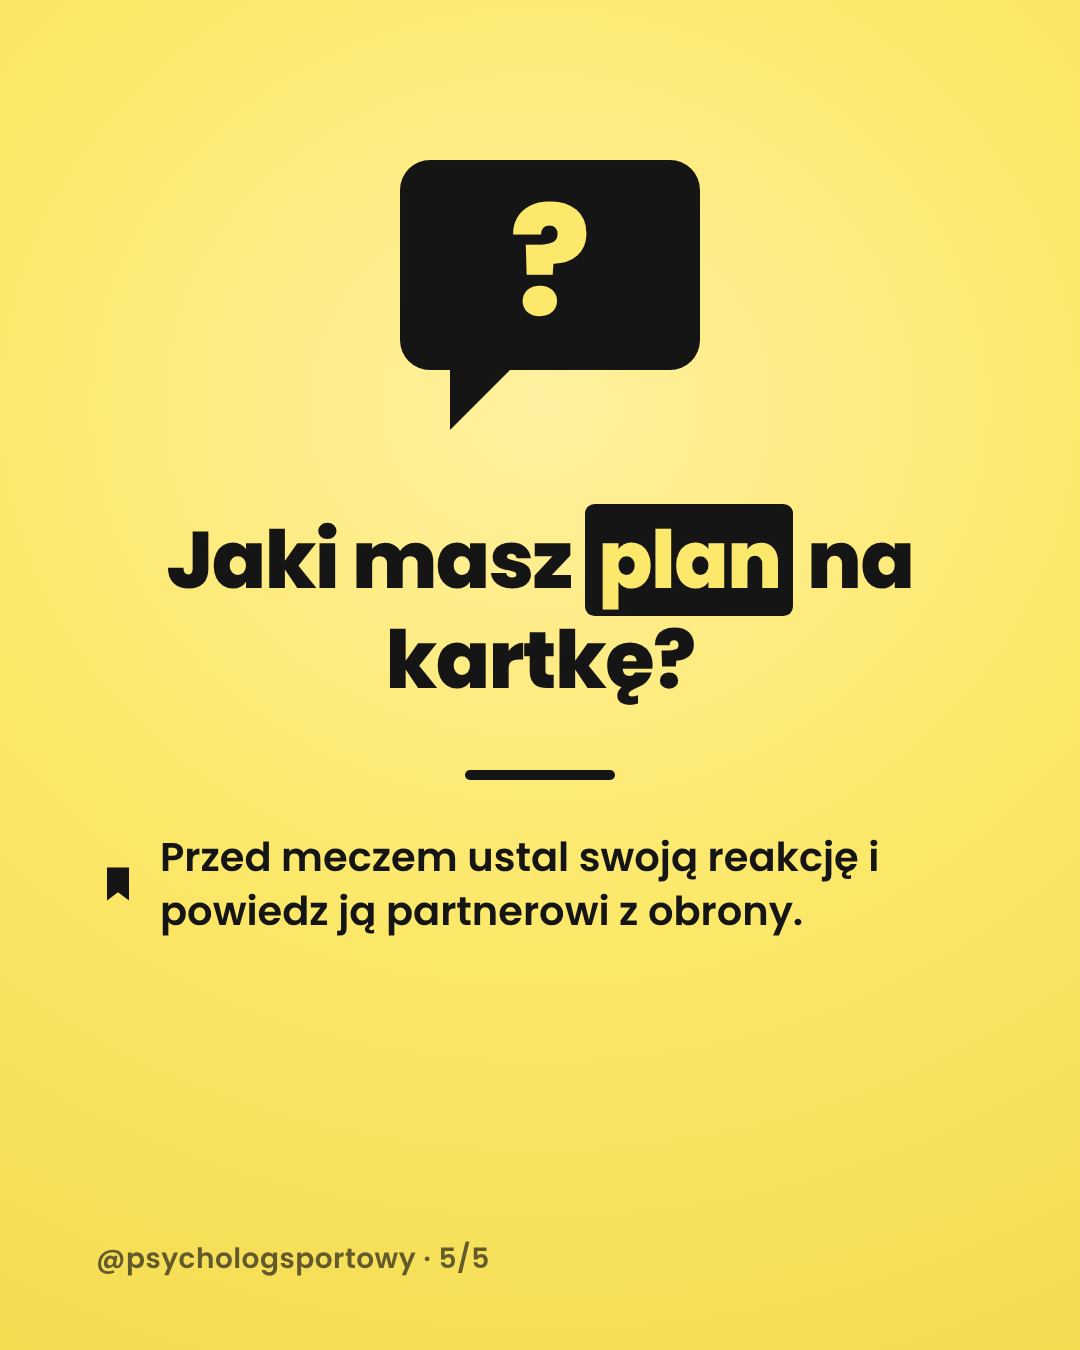 ?
Jaki masz plan na
kartkę?
Przed meczem ustal swoją reakcję i
powiedz ją partnerowi z obrony.
@psychologsportowy · 5/5